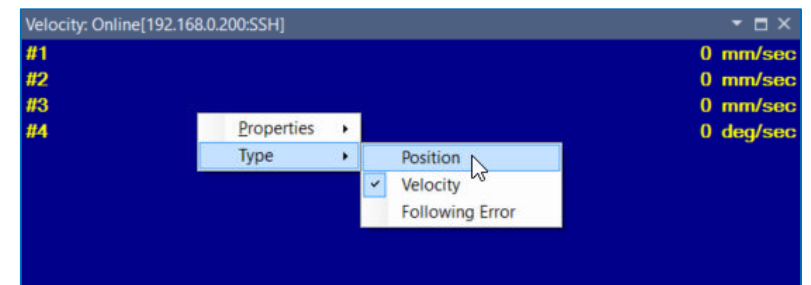 Velocity: Online[192.168.0.200:SSH]
#1 0 mm/sec
#2 0 mm/sec
#3 0 mm/sec
#4 0 deg/sec
Properties
Type
Position
Velocity
Following Error